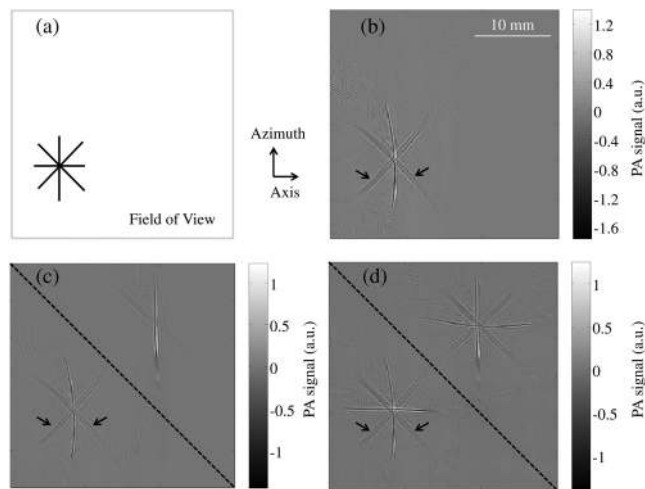 (a)
Field of View
Azimuth
Axis
(b)
10 mm
1.2
0.8
0.4
0
-0.4
-0.8
-1.2
-1.6
PA signal (a.u.)
(c)
1
0.5
0
-0.5
-1
PA signal (a.u.)
(d)
1
0.5
0
-0.5
-1
PA signal (a.u.)